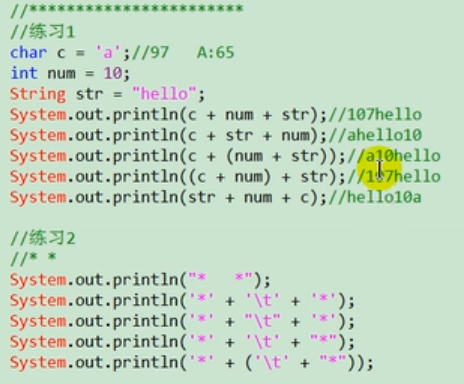 //***********************
//练习1
char c = 'a';//97   A:65
int num = 10;
String str = "hello";
System.out.println(c + num + str);//107hello
System.out.println(c + str + num);//ahello10
System.out.println(c + (num + str));//a10hello
System.out.println((c + num) + str);//107hello
System.out.println(str + num + c);//hello10a
//练习2
//* *
System.out.println("*   *");
System.out.println('*' + '\t' + '*');
System.out.println('*' + "\t" + '*');
System.out.println('*' + '\t' + "*");
System.out.println('*' + ('\t' + "*"));